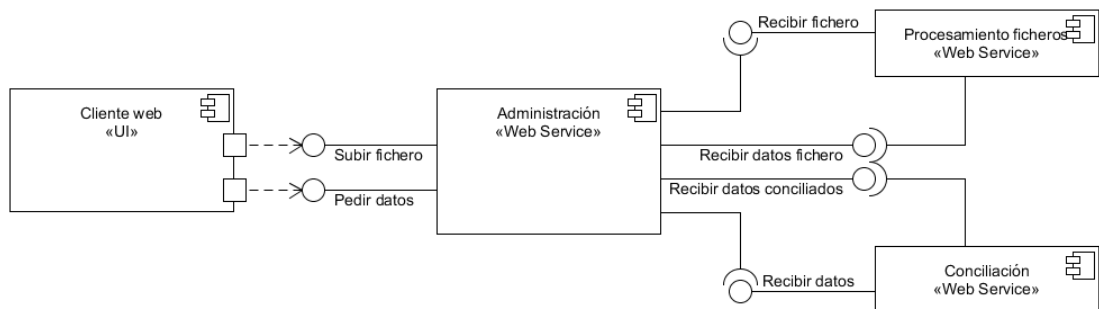 Recibir fichero
Procesamiento ficheros
«Web Service»
Cliente web
«UI»
Administración
«Web Service»
Subir fichero
Recibir datos fichero
Pedir datos
Recibir datos conciliados
Recibir datos
Conciliación
«Web Service»